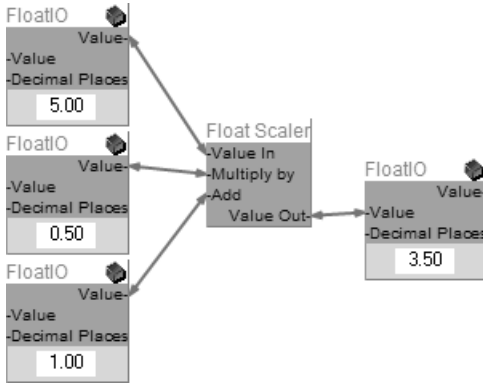 FloatIO
Value-
-Value
-Decimal Places
5.00
FloatIO
Value-
-Value
-Decimal Places
0.50
FloatIO
Value-
-Value
-Decimal Places
1.00
Float Scaler
-Value In
-Multiply by
-Add
Value Out-
FloatIO
Value-
-Value
-Decimal Places
3.50